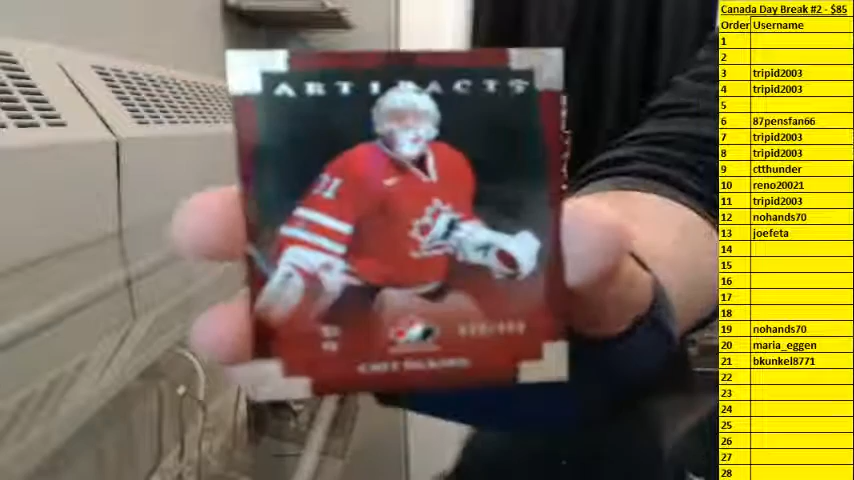 ARTIFACTS
31
Canada Day Break #2 - $85
Order Username
1
2
3 tripid2003
4 tripid2003
5
6 87pensfan66
7 tripid2003
8 tripid2003
9 ctthunder
10 reno20021
11 tripid2003
12 nohands70
13 joefeta
14
15
16
17
18
19 nohands70
20 maria_eggen
21 bkunkel8771
22
23
24
25
26
27
28